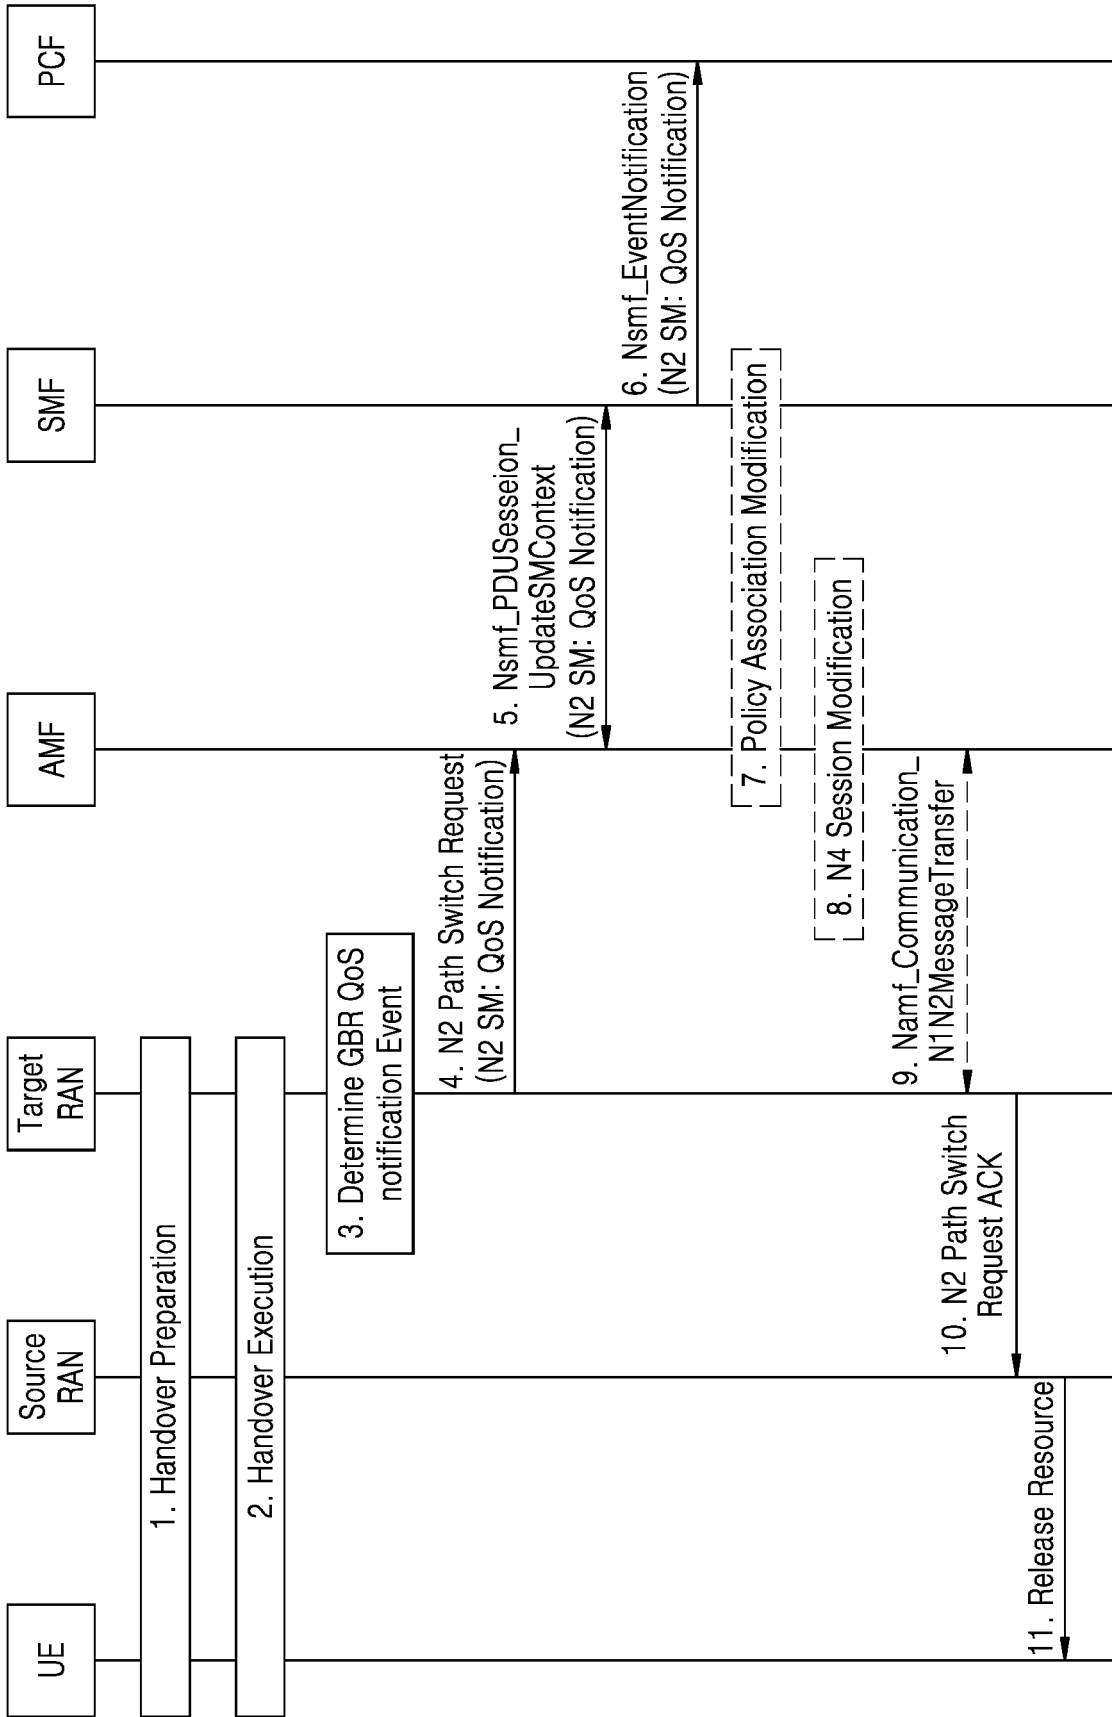 UE
Source
RAN
Target
RAN
AMF
SMF
PCF
1. Handover Preparation
2. Handover Execution
3. Determine GBR QoS
notification Event
4. N2 Path Switch Request
(N2 SM: QoS Notification)
5. Nsmf_PDUSesseion_
UpdateSMContext
(N2 SM: QoS Notification)
6. Nsmf_EventNotification
(N2 SM: QoS Notification)
7. Policy Association Modification
8. N4 Session Modification
9. Namf_Communication_
N1N2MessageTransfer
10. N2 Path Switch
Request ACK
11. Release Resource